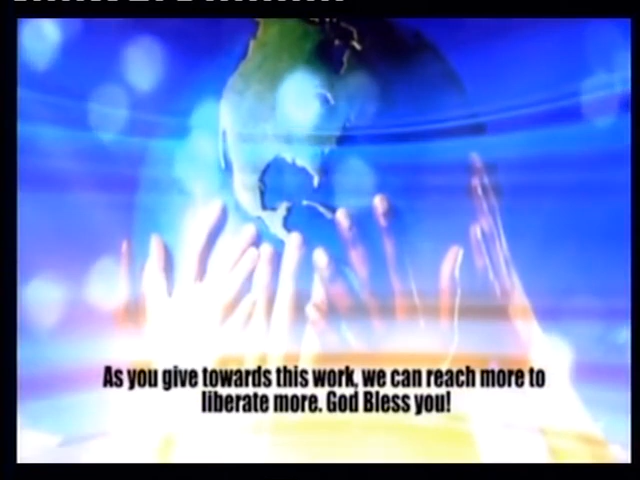 As you give towards this work, we can reach more to
liberate more. God Bless you!